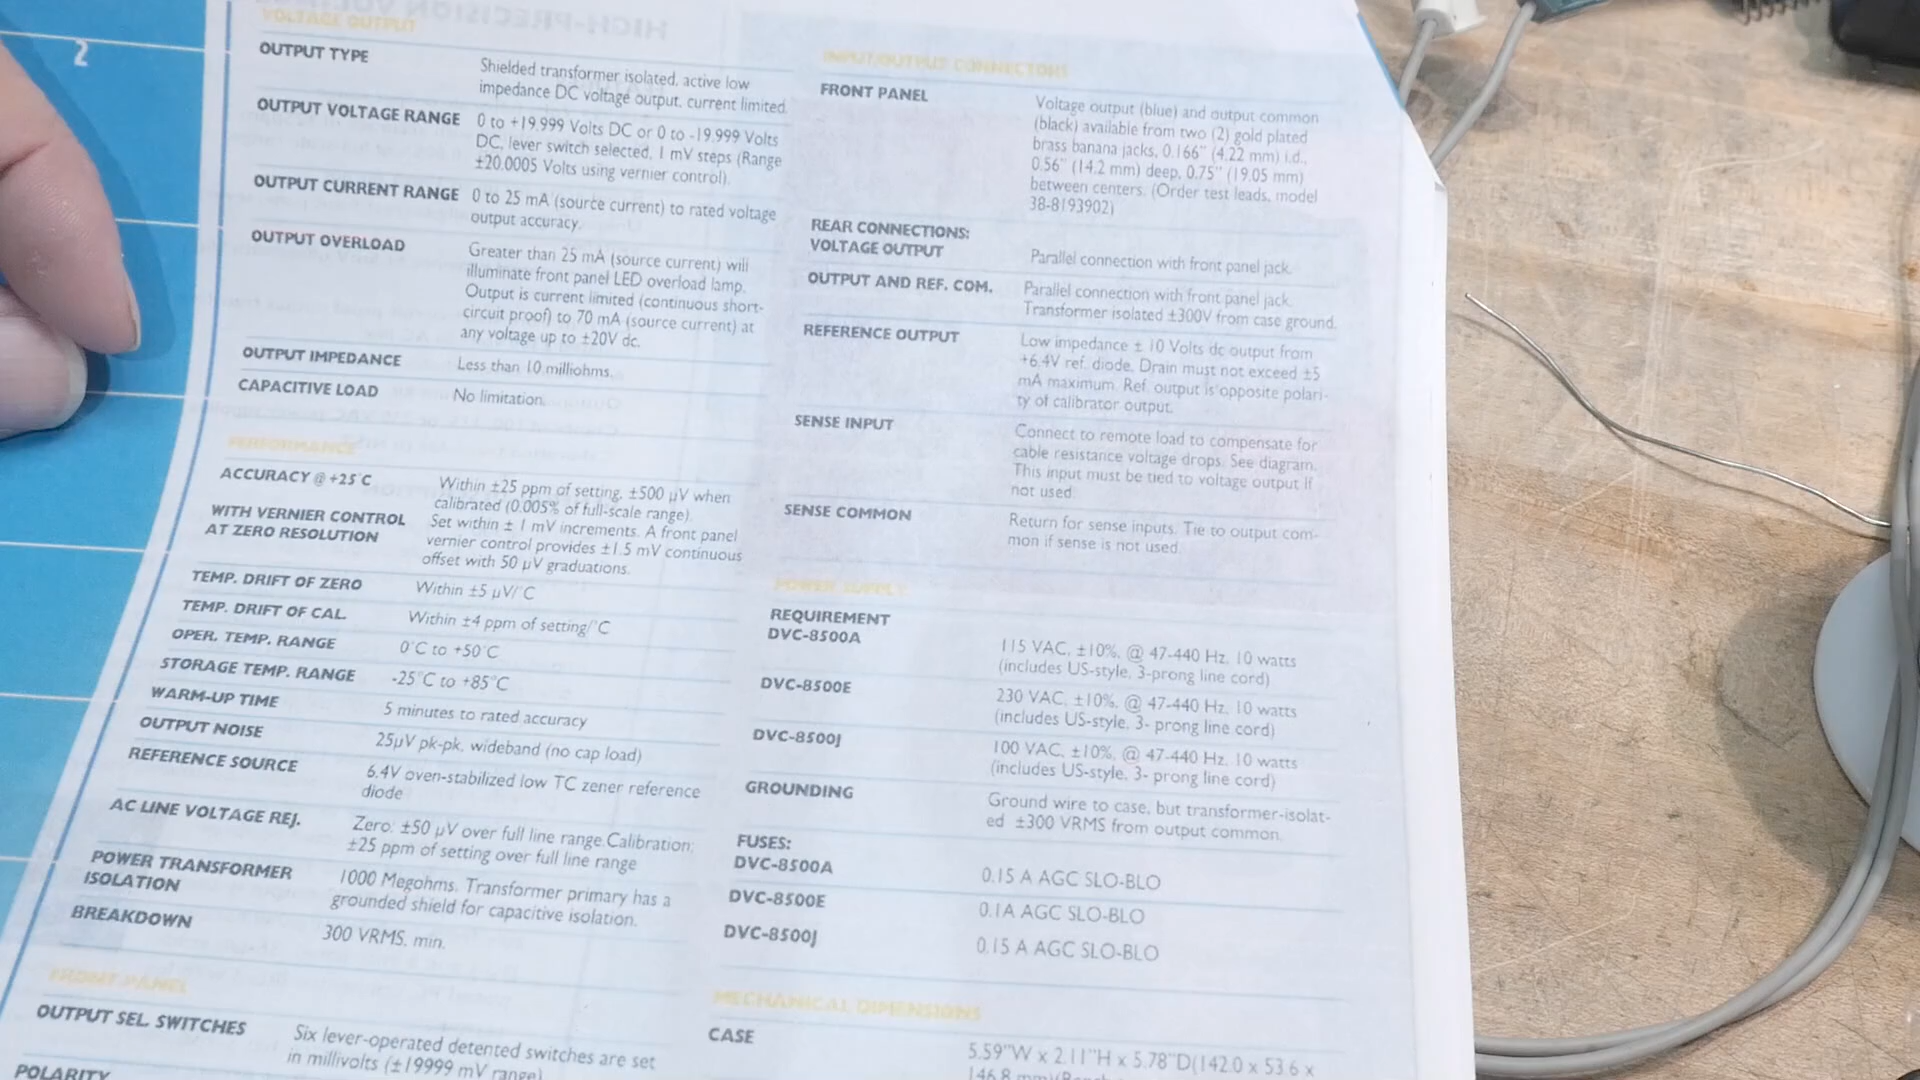 2
VOLTAGE OUTPUT
OUTPUT TYPE
Shielded transformer isolated, active low
impedance DC voltage output, current limited.
OUTPUT VOLTAGE RANGE
0 to +19.999 Volts DC or 0 to -19.999 Volts
DC, lever switch selected, 1 mV steps (Range
±20.0005 Volts using vernier control).
OUTPUT CURRENT RANGE
0 to 25 mA (source current) to rated voltage
output accuracy.
OUTPUT OVERLOAD
Greater than 25 mA (source current) will
illuminate front panel LED overload lamp.
Output is current limited (continuous short-
circuit proof) to 70 mA (source current) at
any voltage up to ±20V dc.
OUTPUT IMPEDANCE
Less than 10 milliohms.
CAPACITIVE LOAD
No limitation.
PERFORMANCE
ACCURACY @ +25°C
Within ±25 ppm of setting, ±500 µV when
calibrated (0.005% of full-scale range).
WITH VERNIER CONTROL
AT ZERO RESOLUTION
Set within ± 1 mV increments. A front panel
vernier control provides ±1.5 mV continuous
offset with 50 µV graduations.
TEMP. DRIFT OF ZERO
Within ±5 µV/°C
TEMP. DRIFT OF CAL.
Within ±4 ppm of setting/°C
OPER. TEMP. RANGE
0°C to +50°C
STORAGE TEMP. RANGE
-25°C to +85°C
WARM-UP TIME
5 minutes to rated accuracy
OUTPUT NOISE
25µV pk-pk, wideband (no cap load)
REFERENCE SOURCE
6.4V oven-stabilized low TC zener reference
diode
AC LINE VOLTAGE REJ.
Zero: ±50 µV over full line range.Calibration:
±25 ppm of setting over full line range
POWER TRANSFORMER
ISOLATION
1000 Megohms. Transformer primary has a
grounded shield for capacitive isolation.
BREAKDOWN
300 VRMS, min.
FRONT PANEL
OUTPUT SEL. SWITCHES
Six lever-operated detented switches are set
in millivolts (±19999 mV range)
POLARITY
INPUT/OUTPUT CONNECTORS
FRONT PANEL
Voltage output (blue) and output common
(black) available from two (2) gold plated
brass banana jacks, 0.166" (4.22 mm) i.d.,
0.56" (14.2 mm) deep, 0.75" (19.05 mm)
between centers. (Order test leads, model
38-8193902)
REAR CONNECTIONS:
VOLTAGE OUTPUT
Parallel connection with front panel jack.
OUTPUT AND REF. COM.
Parallel connection with front panel jack.
Transformer isolated ±300V from case ground.
REFERENCE OUTPUT
Low impedance ± 10 Volts dc output from
+6.4V ref. diode. Drain must not exceed ±5
mA maximum. Ref. output is opposite polari-
ty of calibrator output.
SENSE INPUT
Connect to remote load to compensate for
cable resistance voltage drops. See diagram.
This input must be tied to voltage output if
not used.
SENSE COMMON
Return for sense inputs. Tie to output com-
mon if sense is not used.
POWER SUPPLY
REQUIREMENT
DVC-8500A
115 VAC, ±10%, @ 47-440 Hz, 10 watts
(includes US-style, 3-prong line cord)
DVC-8500E
230 VAC, ±10%, @ 47-440 Hz, 10 watts
(includes US-style, 3- prong line cord)
DVC-8500J
100 VAC, ±10%, @ 47-440 Hz, 10 watts
(includes US-style, 3- prong line cord)
GROUNDING
Ground wire to case, but transformer-isolat-
ed ±300 VRMS from output common.
FUSES:
DVC-8500A
0.15 A AGC SLO-BLO
DVC-8500E
0.1A AGC SLO-BLO
DVC-8500J
0.15 A AGC SLO-BLO
MECHANICAL DIMENSIONS
CASE
5.59"W x 2.11"H x 5.78"D(142.0 x 53.6 x
146.8 mm)